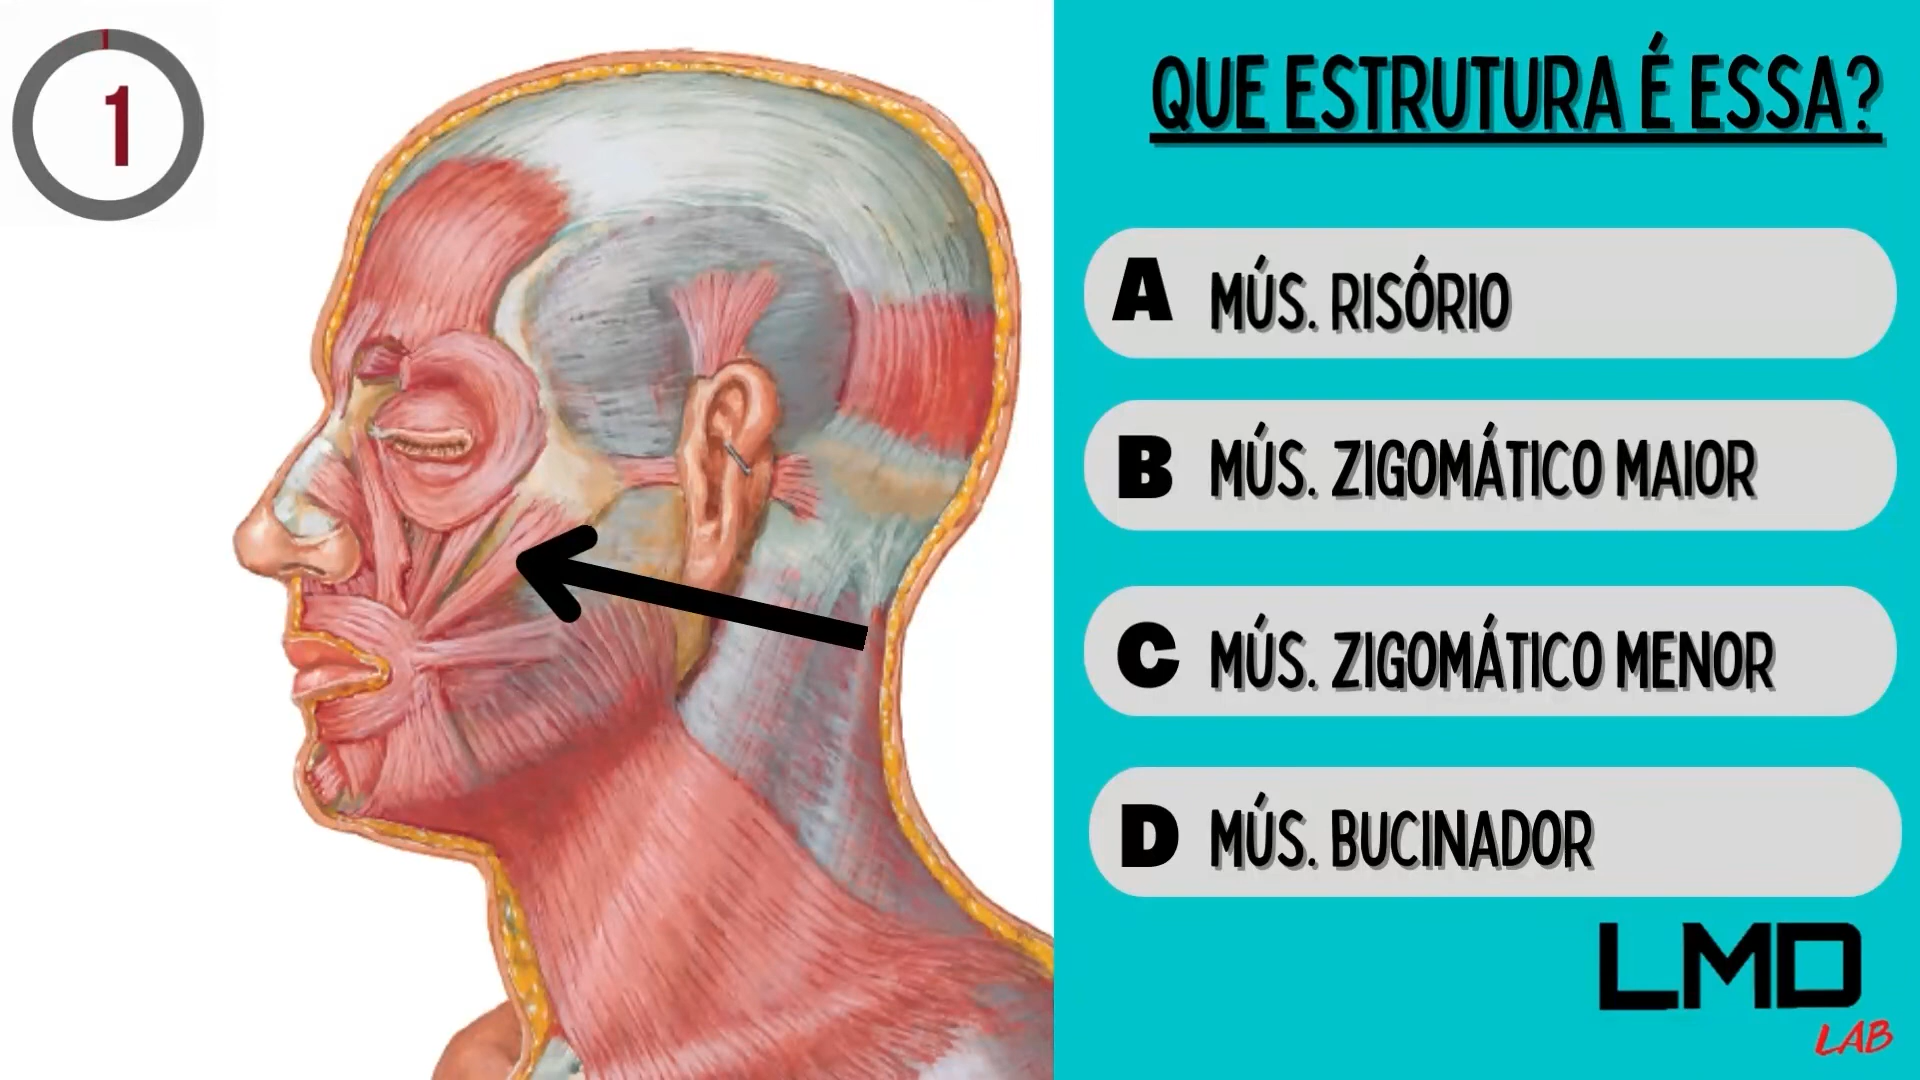 1
QUE ESTRUTURA É ESSA?
A MÚS. RISÓRIO
B MÚS. ZIGOMÁTICO MAIOR
C MÚS. ZIGOMÁTICO MENOR
D MÚS. BUCINADOR
LMD
LAB